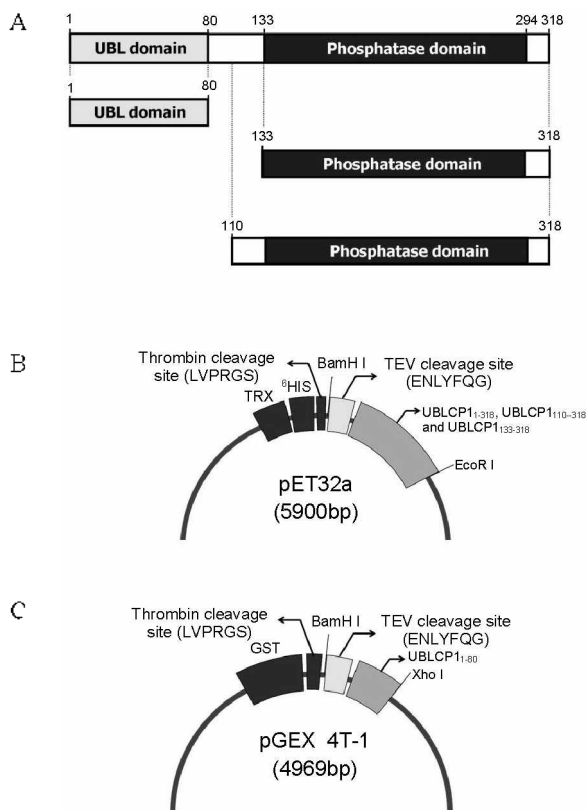 A
1 80 133 294 318
UBL domain Phosphatase domain
1 80
UBL domain
133 318
Phosphatase domain
110 318
Phosphatase domain
B
Thrombin cleavage
site (LVPRGS)
BamH I
TEV cleavage site
(ENLYFQG)
TRX
6HIS
UBLCP11-318, UBLCP1110–318
and UBLCP1133-318
EcoR I
pET32a
(5900bp)
C
Thrombin cleavage
site (LVPRGS)
BamH I
TEV cleavage site
(ENLYFQG)
GST
UBLCP11-80
Xho I
pGEX 4T-1
(4969bp)